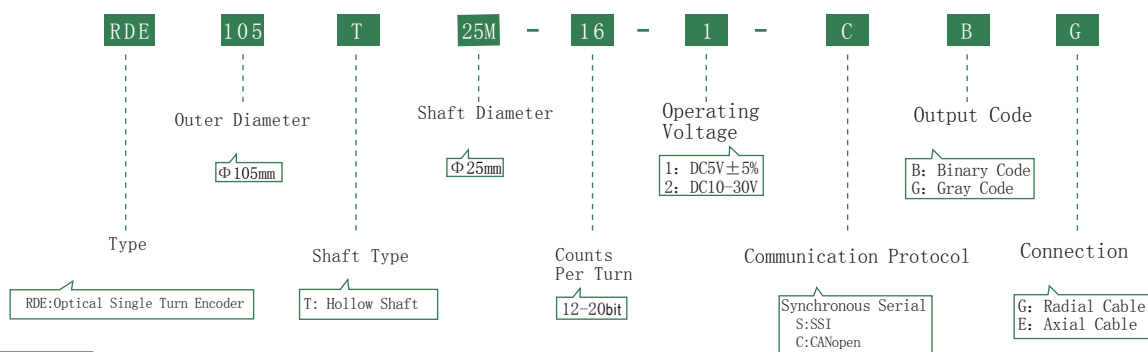 RDE 105 T 25M - 16 - 1 - C B G
Outer Diameter
Φ105mm
Shaft Diameter
Φ25mm
Operating
Voltage
1: DC5V±5%
2: DC10-30V
Output Code
B: Binary Code
G: Gray Code
Type
RDE:Optical Single Turn Encoder
Shaft Type
T: Hollow Shaft
Counts
Per Turn
12-20bit
Communication Protocol
Synchronous Serial
S:SSI
C:CANopen
Connection
G: Radial Cable
E: Axial Cable